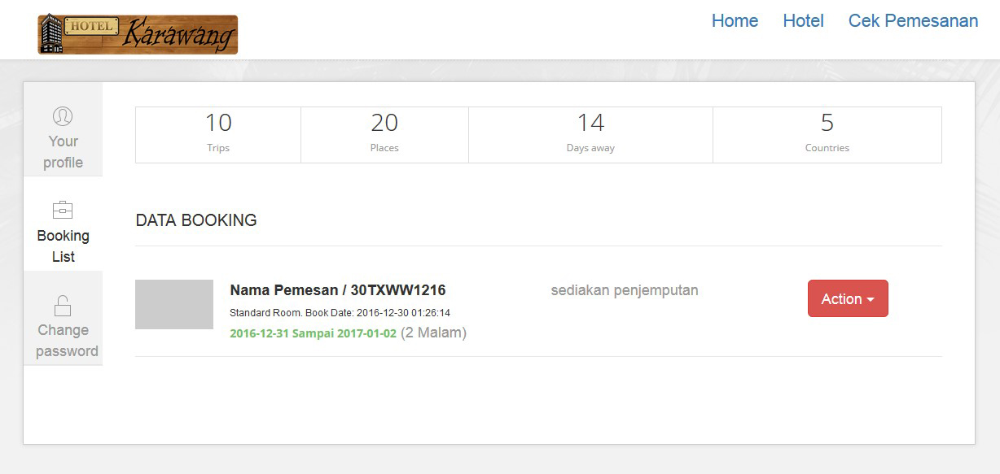 HOTEL Karawang
Home Hotel Cek Pemesanan
Your
profile
Booking
List
Change
password
10 20 14 5
Trips Places Days away Countries
DATA BOOKING
Nama Pemesan / 30TXWW1216
sediakan penjemputan
Action
Standard Room. Book Date: 2016-12-30 01:26:14
2016-12-31 Sampai 2017-01-02 (2 Malam)